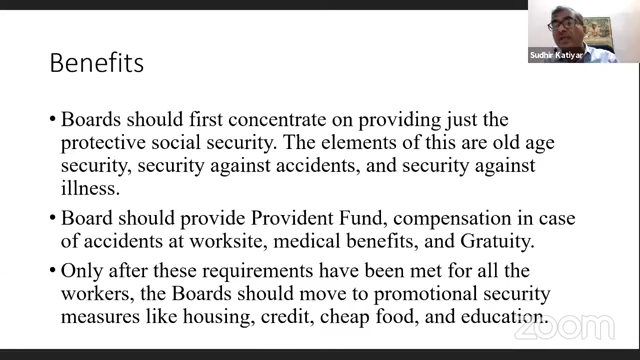 Sudhir Katiyar
Benefits
• Boards should first concentrate on providing just the
protective social security. The elements of this are old age
security, security against accidents, and security against
illness.
• Board should provide Provident Fund, compensation in case
of accidents at worksite, medical benefits, and Gratuity.
• Only after these requirements have been met for all the
workers, the Boards should move to promotional security
measures like housing, credit, cheap food, and education.
zoom